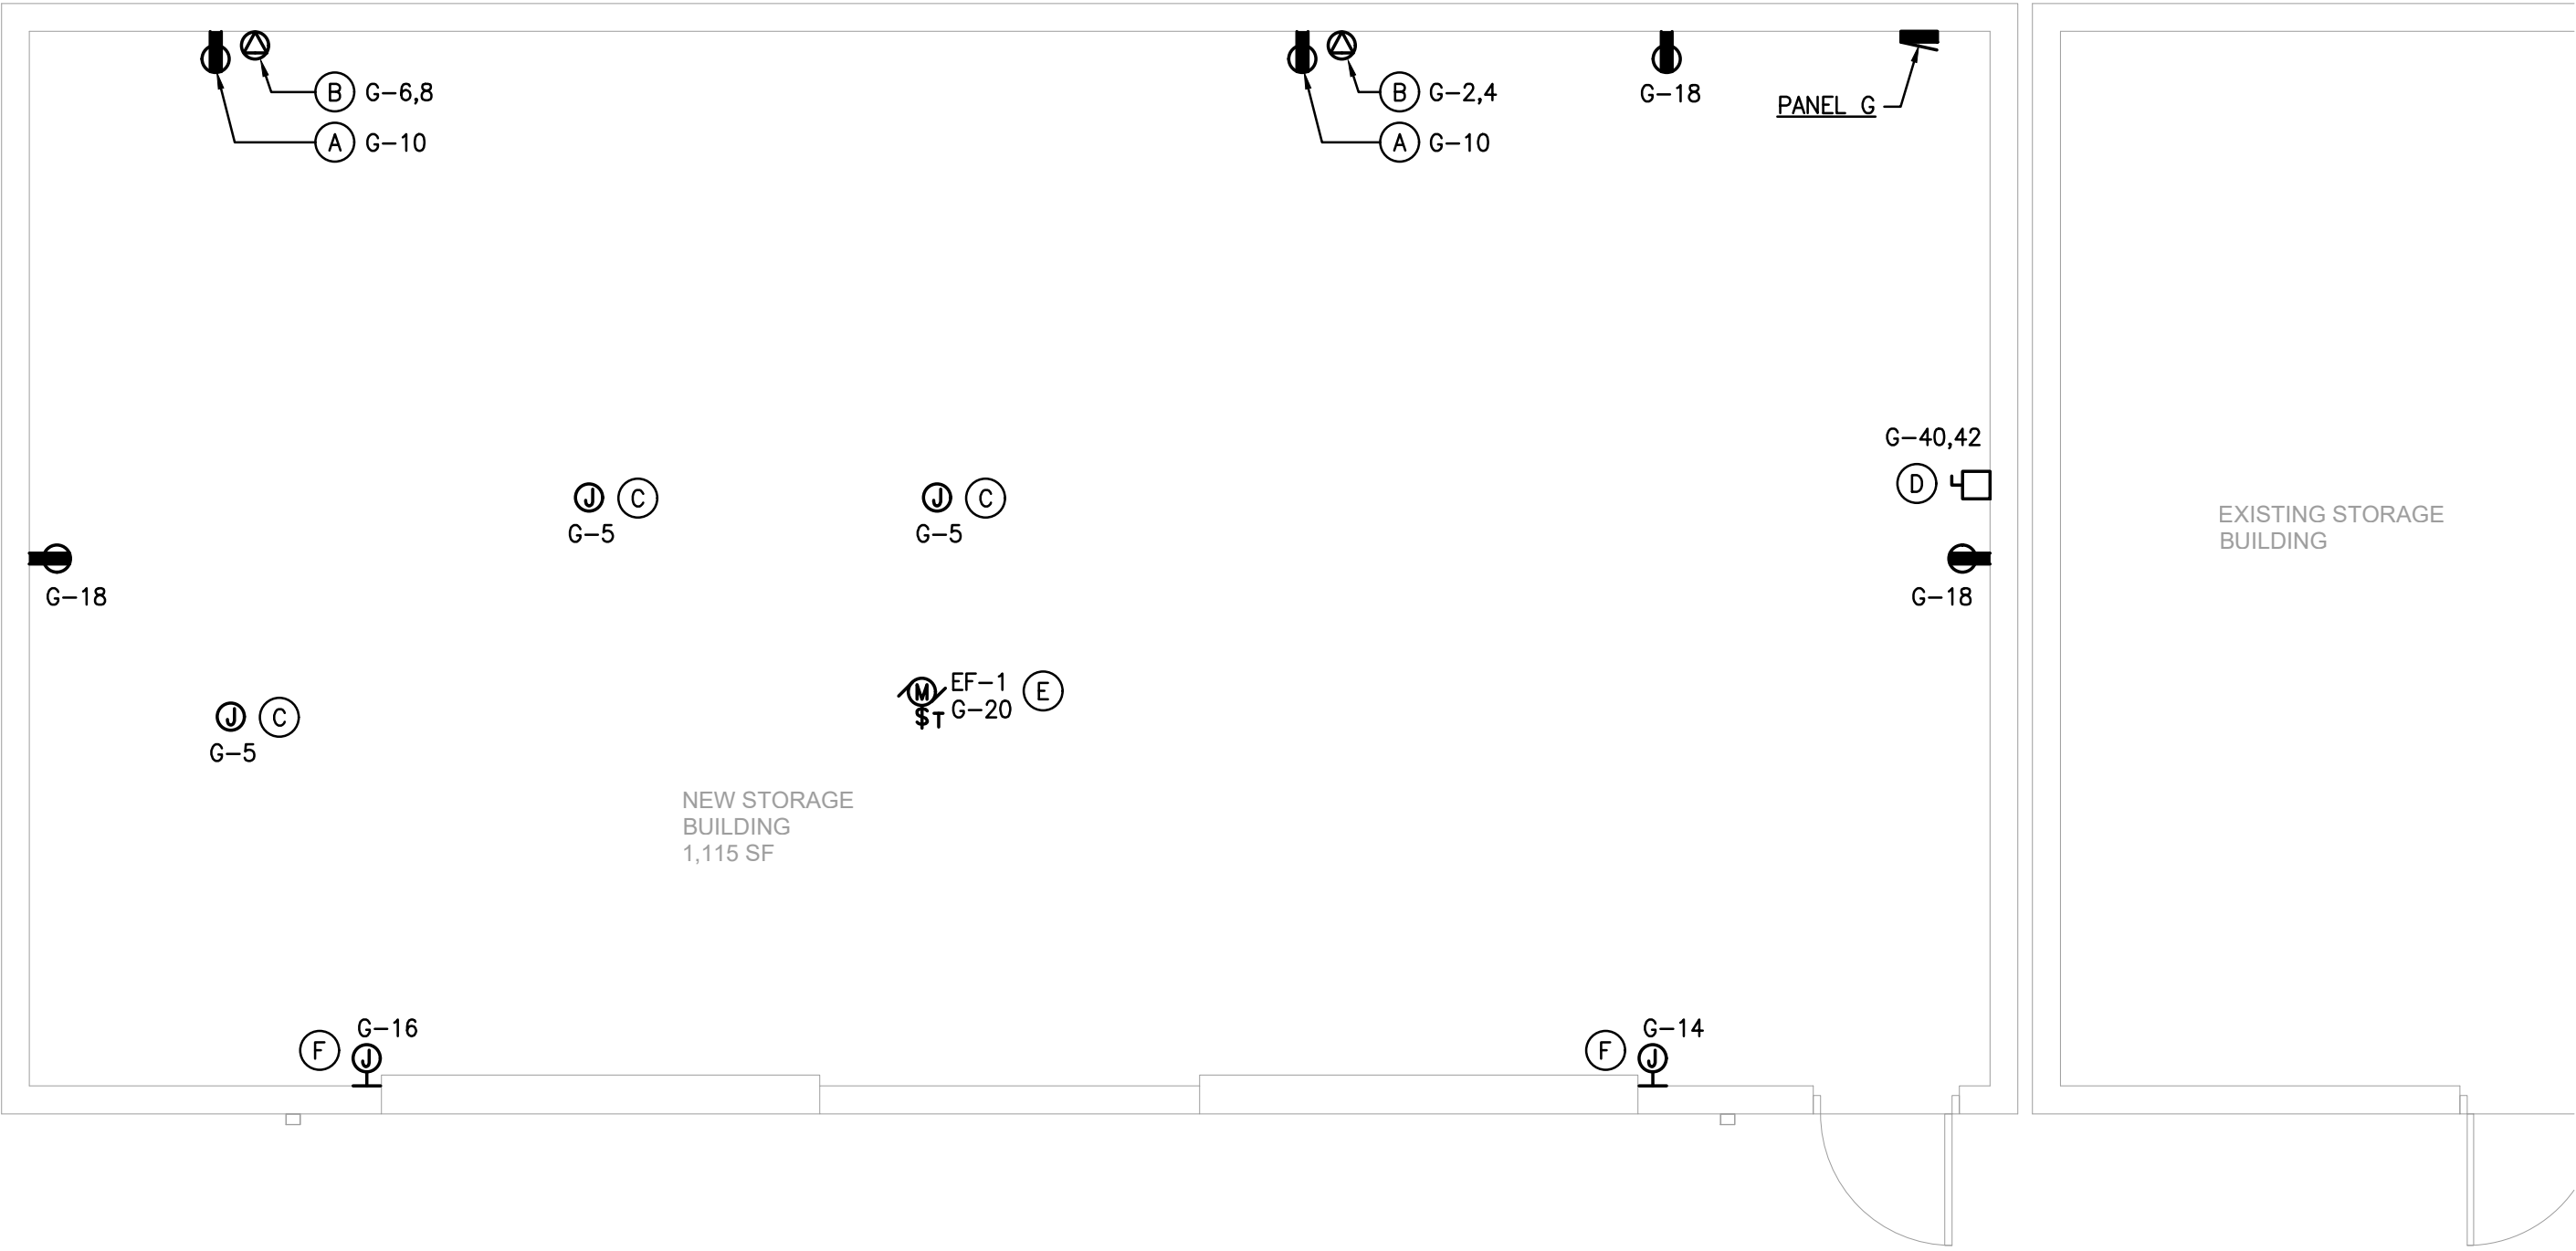 B G-6,8
A G-10
B G-2,4
A G-10
G-18
PANEL G
G-40,42
D
J C
G-5
J C
G-5
EXISTING STORAGE
BUILDING
G-18
G-18
J C
G-5
M EF-1 E
$T G-20
NEW STORAGE
BUILDING
1,115 SF
G-16
F J
G-14
F J